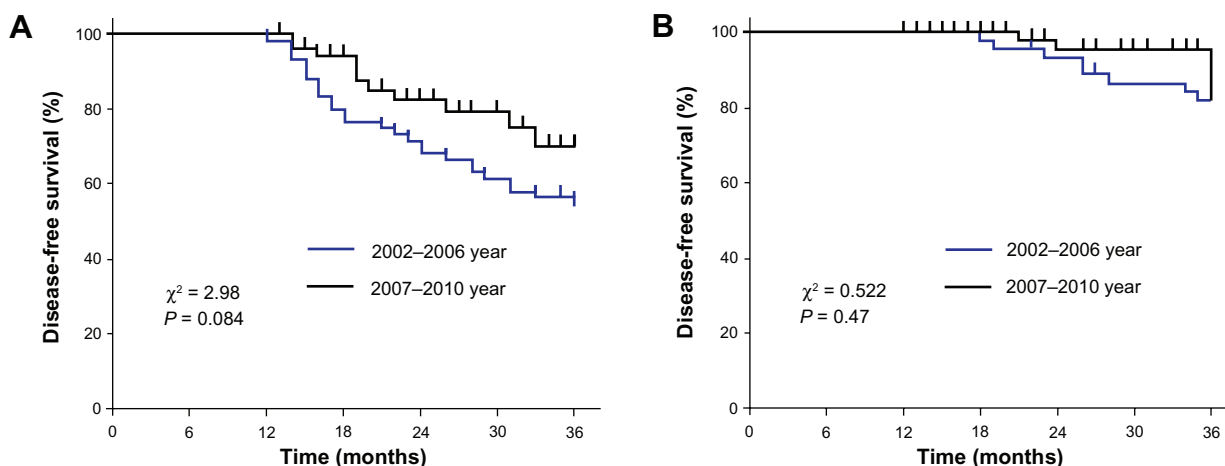 A
Disease-free survival (%)
100
80
60
40
20
0
2002–2006 year
2007–2010 year
χ² = 2.98
P = 0.084
0 6 12 18 24 30 36
Time (months)
B
Disease-free survival (%)
100
80
60
40
20
0
2002–2006 year
2007–2010 year
χ² = 0.522
P = 0.47
0 6 12 18 24 30 36
Time (months)